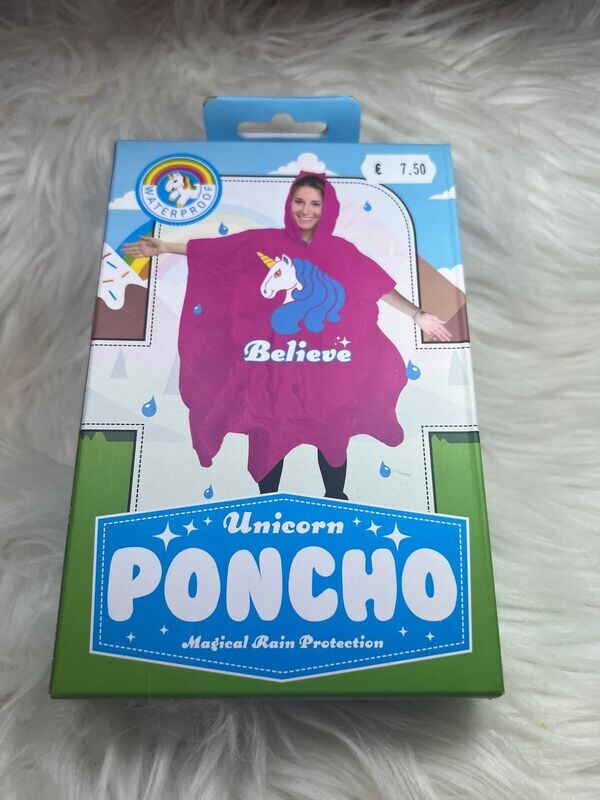 WATERPROOF
€ 7.50
Believe
Unicorn
PONCHO
Magical Rain Protection